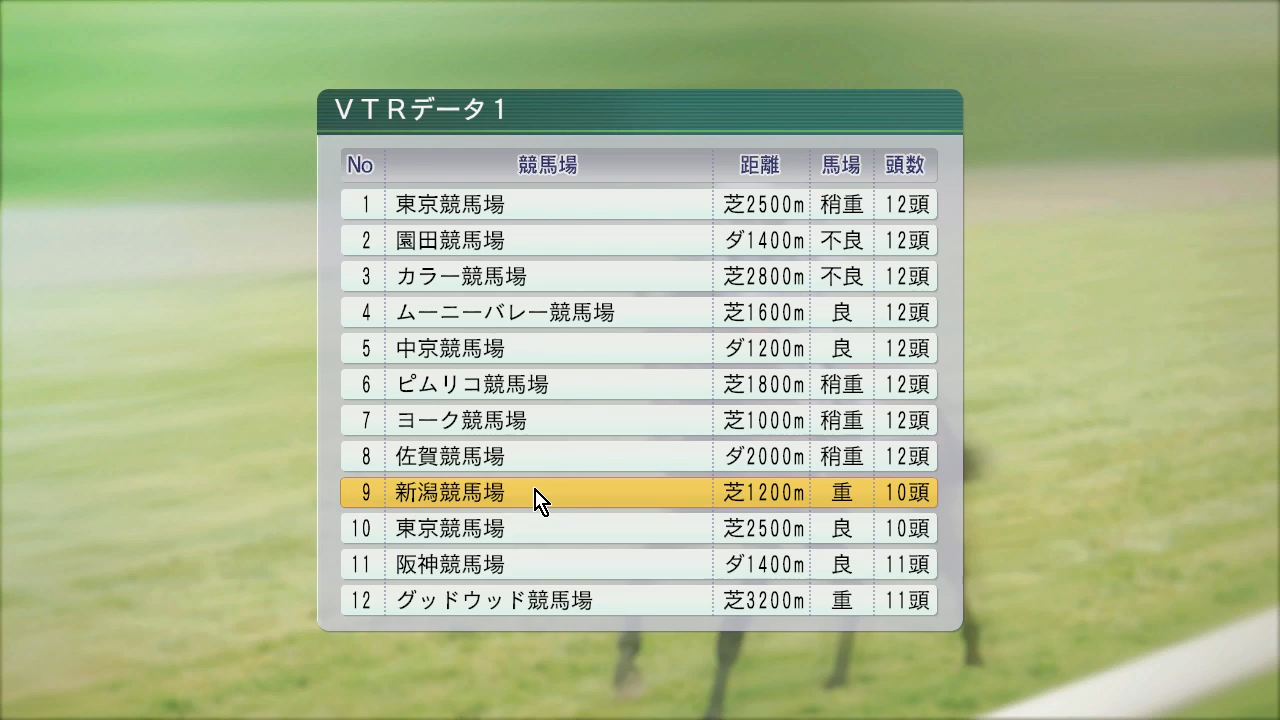 ＶＴＲデータ１
No 競馬場 距離 馬場 頭数
1 東京競馬場 芝2500m 稍重 12頭
2 園田競馬場 ダ1400m 不良 12頭
3 カラー競馬場 芝2800m 不良 12頭
4 ムーニーバレー競馬場 芝1600m 良 12頭
5 中京競馬場 ダ1200m 良 12頭
6 ピムリコ競馬場 芝1800m 稍重 12頭
7 ヨーク競馬場 芝1000m 稍重 12頭
8 佐賀競馬場 ダ2000m 稍重 12頭
9 新潟競馬場 芝1200m 重 10頭
10 東京競馬場 芝2500m 良 10頭
11 阪神競馬場 ダ1400m 良 11頭
12 グッドウッド競馬場 芝3200m 重 11頭